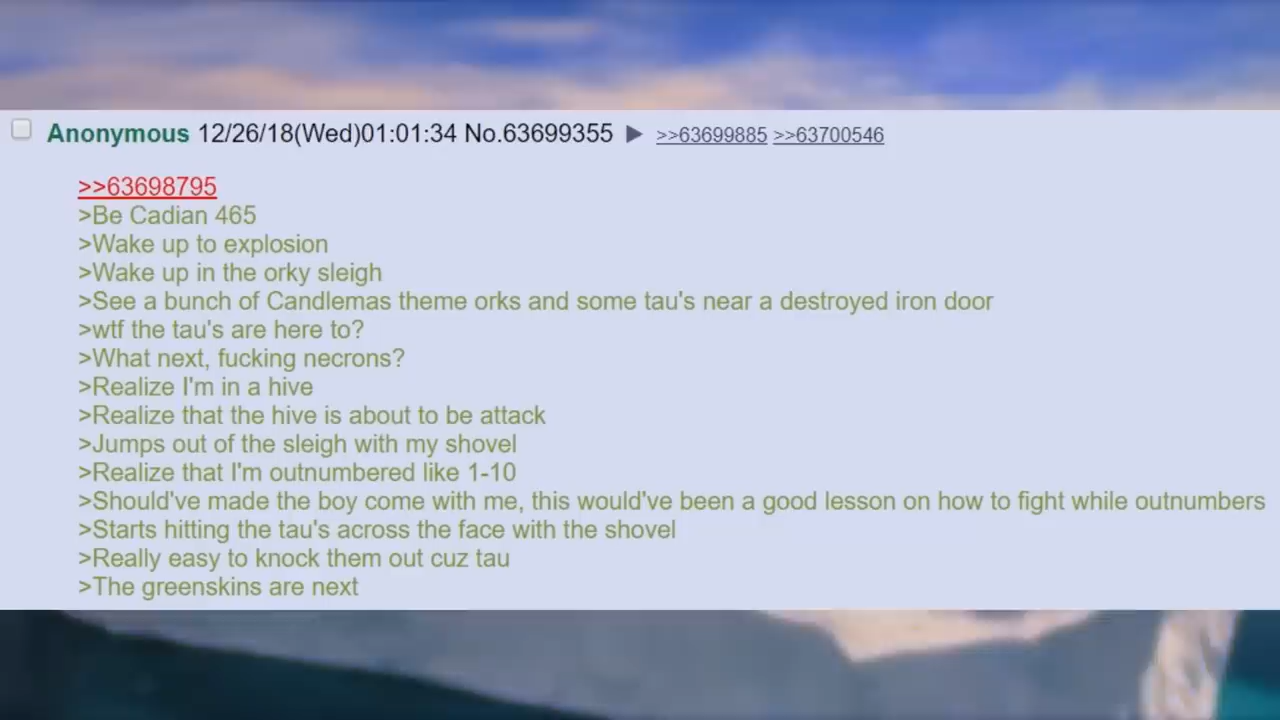 Anonymous 12/26/18(Wed)01:01:34 No.63699355 ▶ >>63699885 >>63700546
>>63698795
>Be Cadian 465
>Wake up to explosion
>Wake up in the orky sleigh
>See a bunch of Candlemas theme orks and some tau's near a destroyed iron door
>wtf the tau's are here to?
>What next, fucking necrons?
>Realize I'm in a hive
>Realize that the hive is about to be attack
>Jumps out of the sleigh with my shovel
>Realize that I'm outnumbered like 1-10
>Should've made the boy come with me, this would've been a good lesson on how to fight while outnumbers
>Starts hitting the tau's across the face with the shovel
>Really easy to knock them out cuz tau
>The greenskins are next